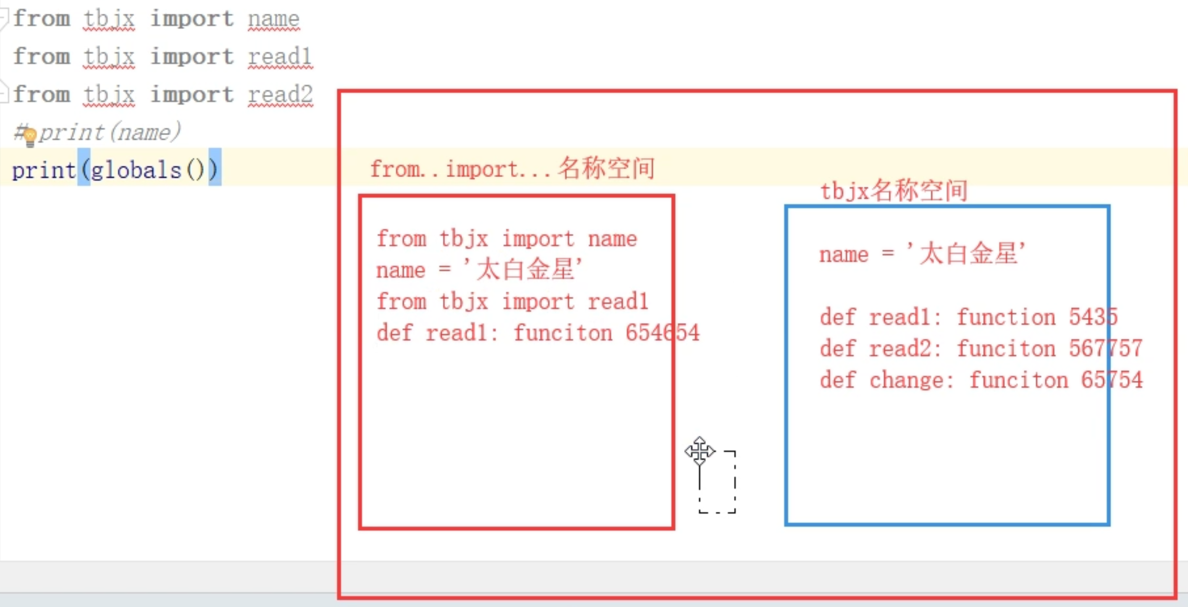 from tbjx import name
from tbjx import read1
from tbjx import read2
# print(name)
print(globals())
from..import...名称空间
from tbjx import name
name = '太白金星'
from tbjx import read1
def read1: funciton 654654
tbjx名称空间
name = '太白金星'
def read1: function 5435
def read2: funciton 567757
def change: funciton 65754